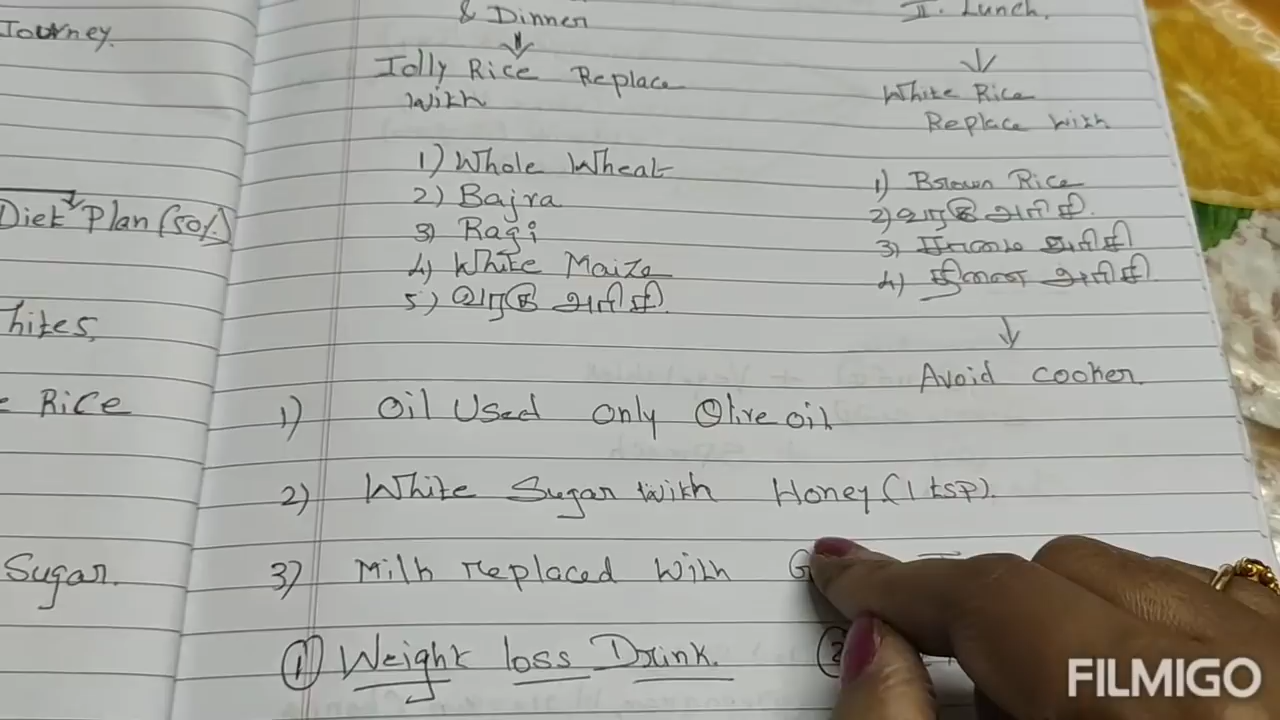 Journey.
Diet Plan (50%)
hites,
e Rice
Sugar.
& Dinner
Idlly Rice Replace
with
1) Whole Wheat
2) Bajra
3) Ragi
4) White Maize
5) வரகு அரிசி.
II. Lunch.
White Rice
Replace with
1) Brown Rice
2) வரகு அரிசி.
3) அரிசி
4) தினை அரிசி
Avoid cooker.
1) Oil Used Only Olive oil
2) White Sugar with Honey.(1 tsp).
3) Milk replaced with G
① Weight loss Drink.
②
FILMIGO